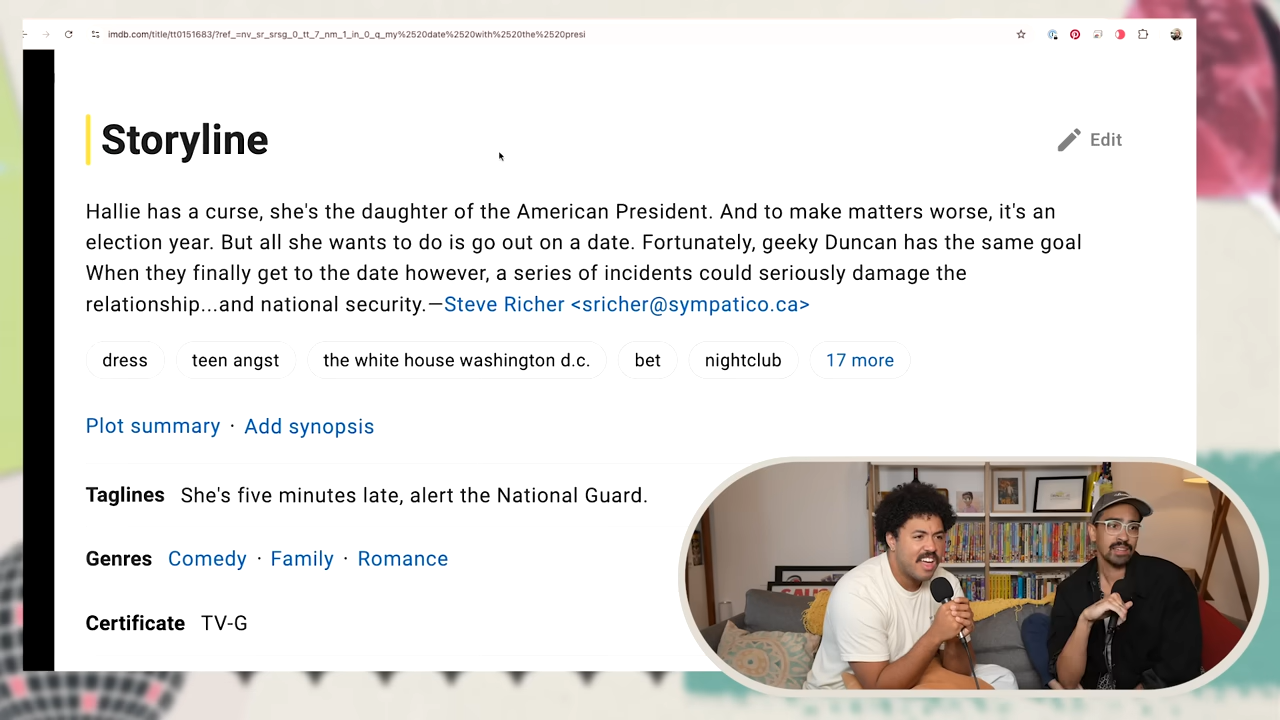 imdb.com/title/tt0151683/?ref_=nv_sr_srsg_0_tt_7_nm_1_in_0_q_my%2520date%2520with%2520the%2520presi
Storyline
Edit
Hallie has a curse, she's the daughter of the American President. And to make matters worse, it's an
election year. But all she wants to do is go out on a date. Fortunately, geeky Duncan has the same goal
When they finally get to the date however, a series of incidents could seriously damage the
relationship...and national security.—Steve Richer <sricher@sympatico.ca>
dress teen angst the white house washington d.c. bet nightclub 17 more
Plot summary · Add synopsis
Taglines She's five minutes late, alert the National Guard.
Genres Comedy · Family · Romance
Certificate TV-G